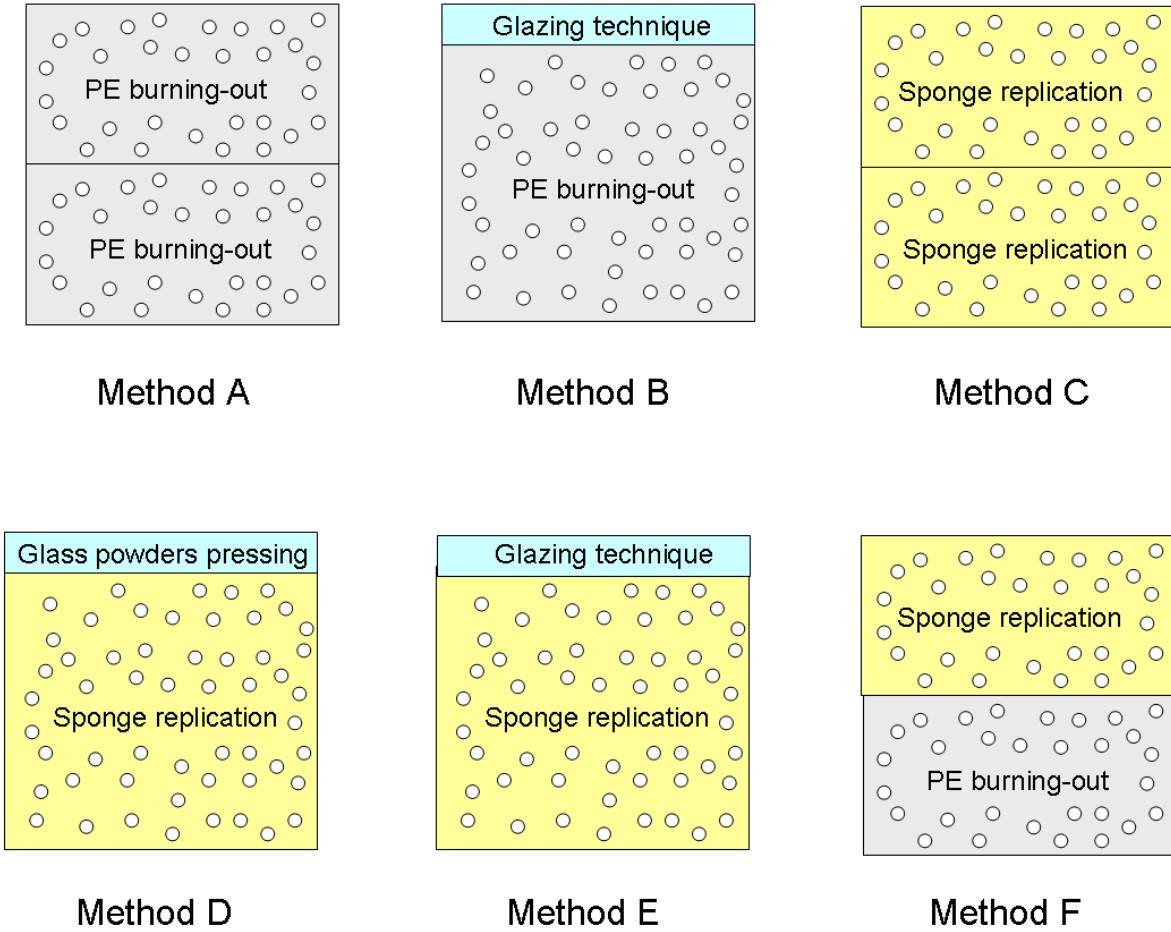 PE burning-out
PE burning-out
Method A
Glazing technique
PE burning-out
Method B
Sponge replication
Sponge replication
Method C
Glass powders pressing
Sponge replication
Method D
Glazing technique
Sponge replication
Method E
Sponge replication
PE burning-out
Method F